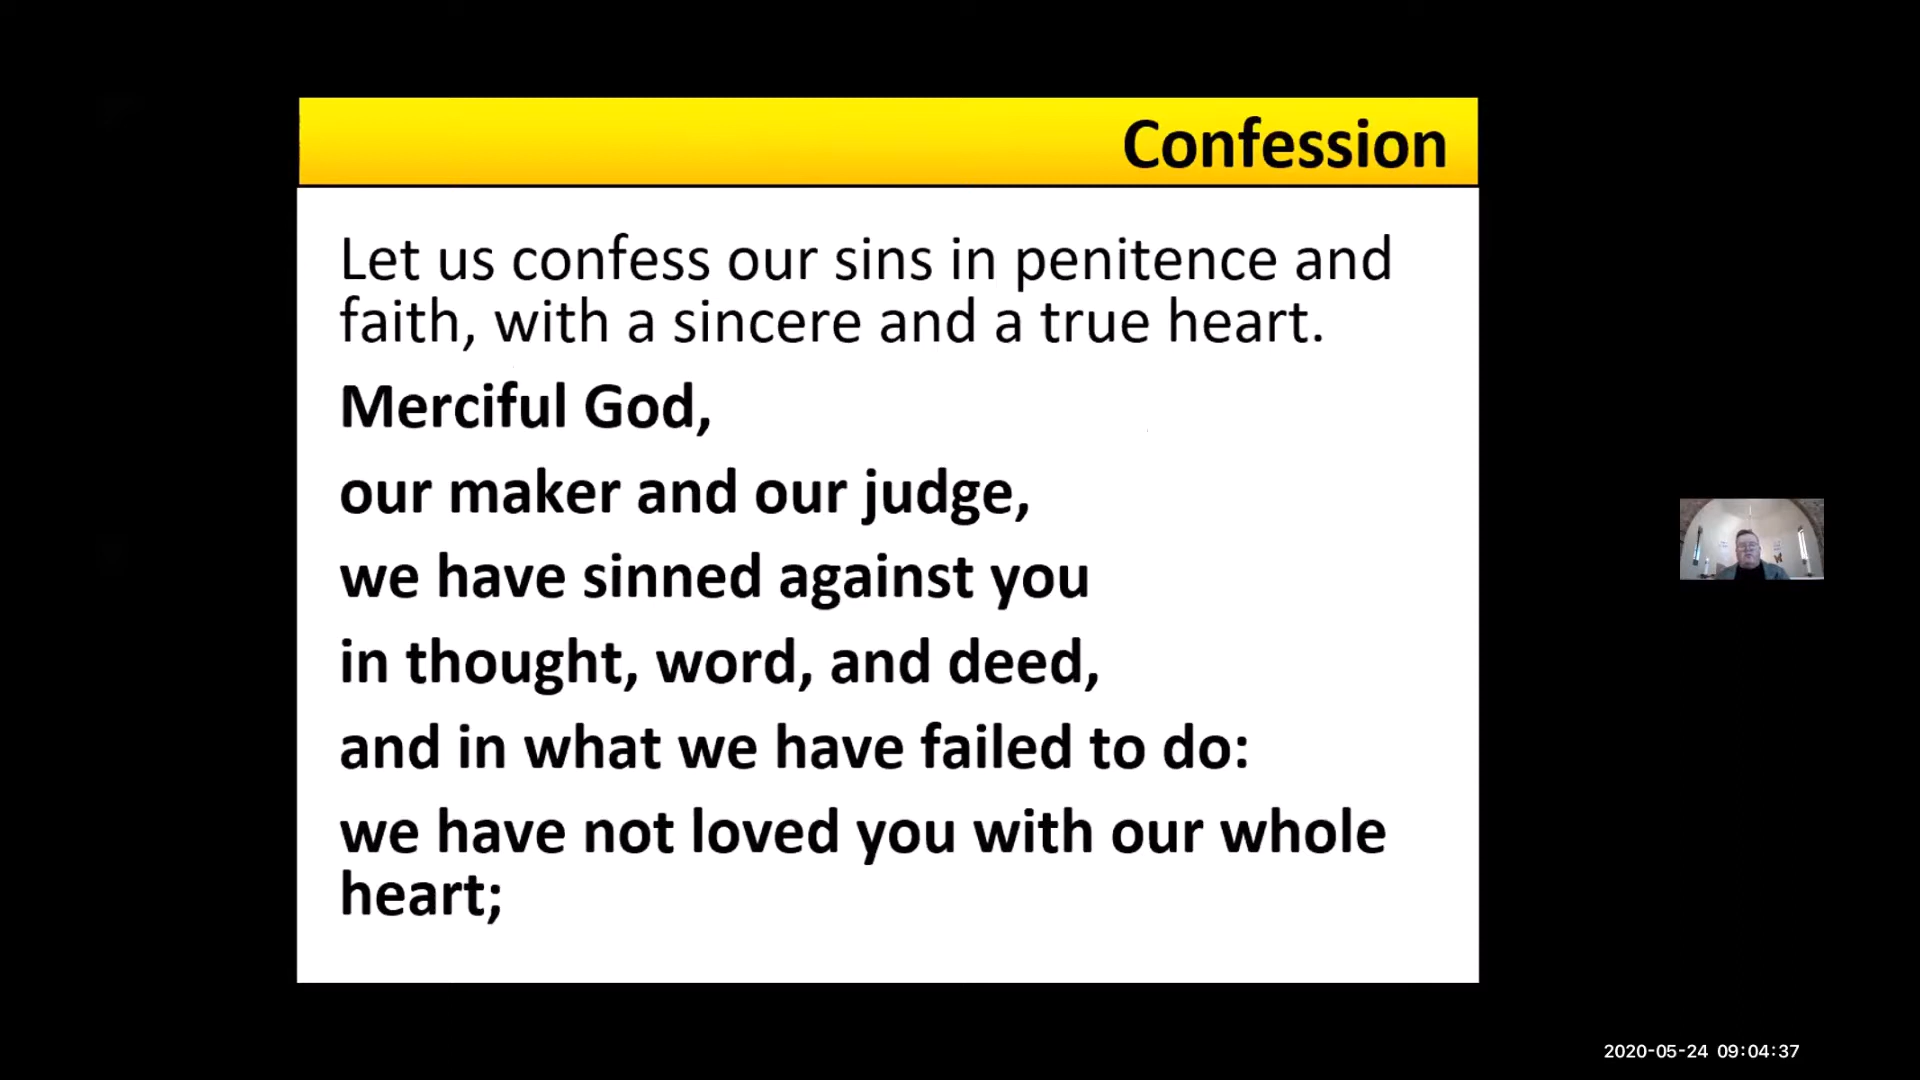 Confession
Let us confess our sins in penitence and
faith, with a sincere and a true heart.
Merciful God,
our maker and our judge,
we have sinned against you
in thought, word, and deed,
and in what we have failed to do:
we have not loved you with our whole
heart;
2020-05-24 09:04:37